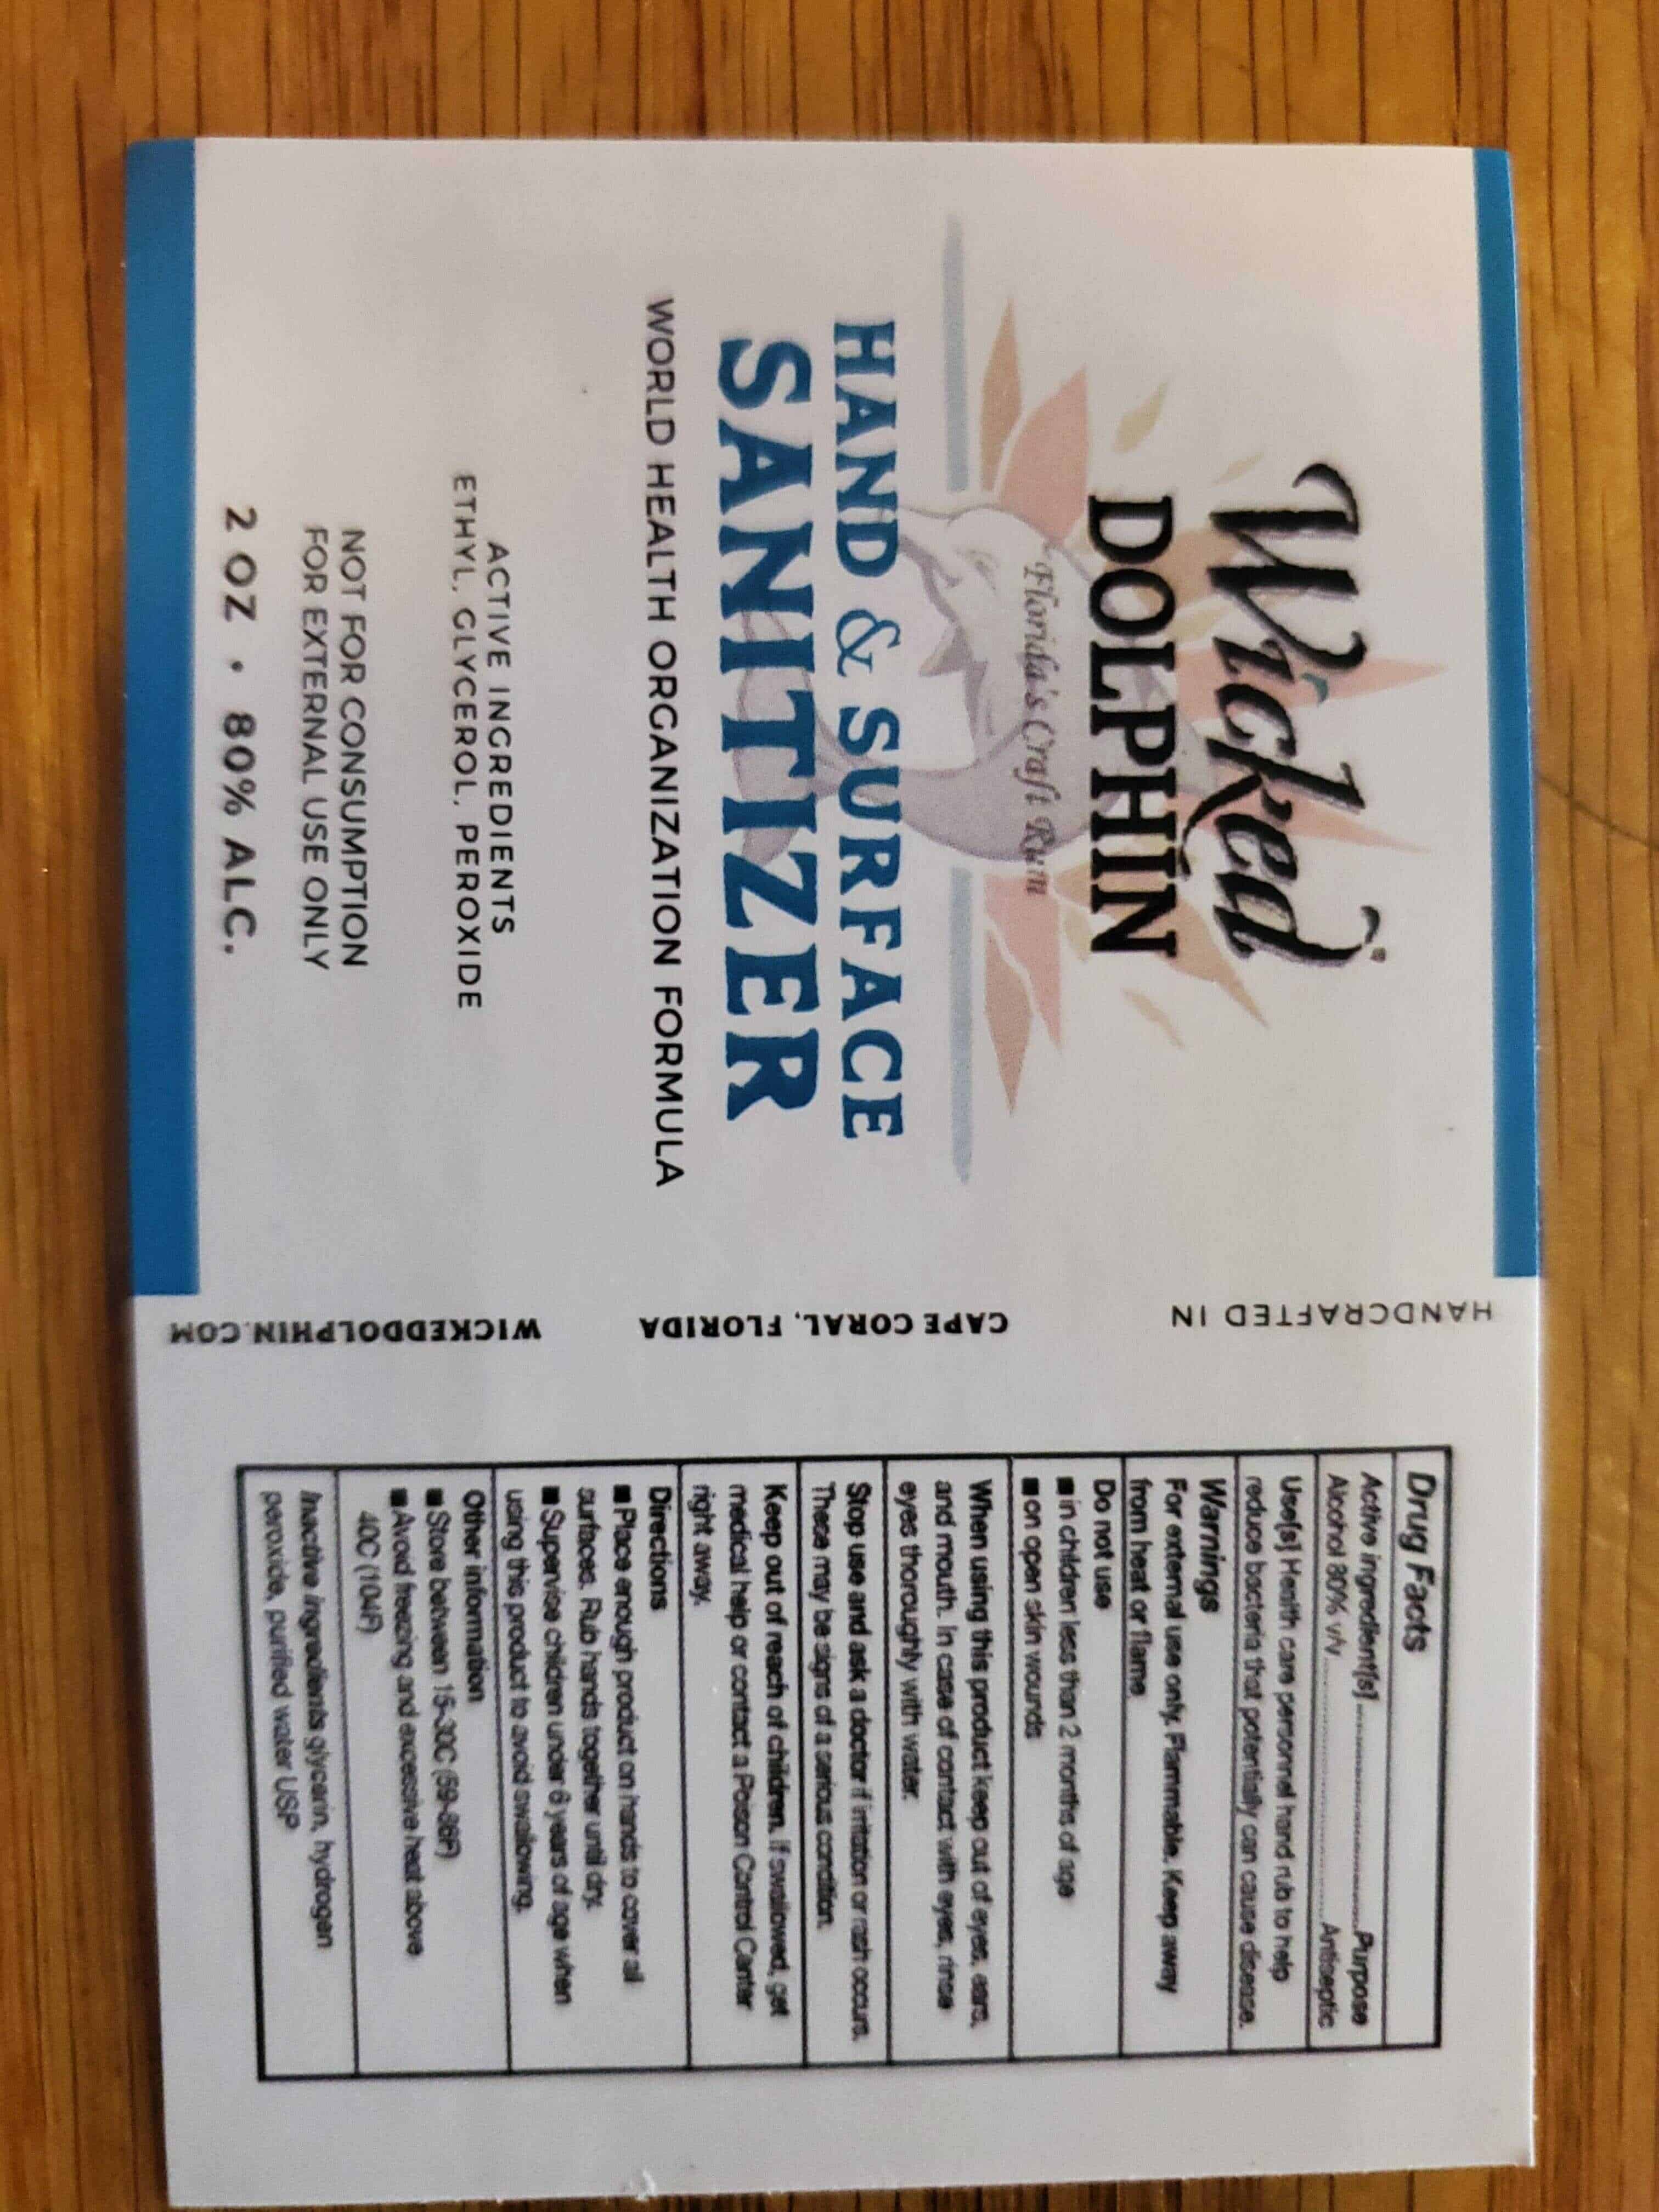 Wicked
DOLPHIN
Florida's Craft Rum
HAND & SURFACE
SANITIZER
WORLD HEALTH ORGANIZATION FORMULA
ACTIVE INGREDIENTS
ETHYL, GLYCEROL, PEROXIDE
NOT FOR CONSUMPTION
FOR EXTERNAL USE ONLY
2 OZ • 80% ALC.
HANDCRAFTED IN
CAPE CORAL, FLORIDA
WICKEDDOLPHIN.COM
Drug Facts
Active ingredient[s]..............................Purpose
Alcohol 80% v/v..............................Antiseptic
Use[s] Health care personnel hand rub to help
reduce bacteria that potentially can cause disease.
Warnings
For external use only. Flammable. Keep away
from heat or flame
Do not use
■ in children less than 2 months of age
■ on open skin wounds
When using this product keep out of eyes, ears,
and mouth. In case of contact with eyes, rinse
eyes thoroughly with water.
Stop use and ask a doctor if irritation or rash occurs.
These may be signs of a serious condition.
Keep out of reach of children. If swallowed, get
medical help or contact a Poison Control Center
right away.
Directions
■ Place enough product on hands to cover all
surfaces. Rub hands together until dry.
■ Supervise children under 6 years of age when
using this product to avoid swallowing.
Other information
■ Store between 15-30C (59-86F)
■ Avoid freezing and excessive heat above
40C (104F)
Inactive ingredients glycerin, hydrogen
peroxide, purified water USP